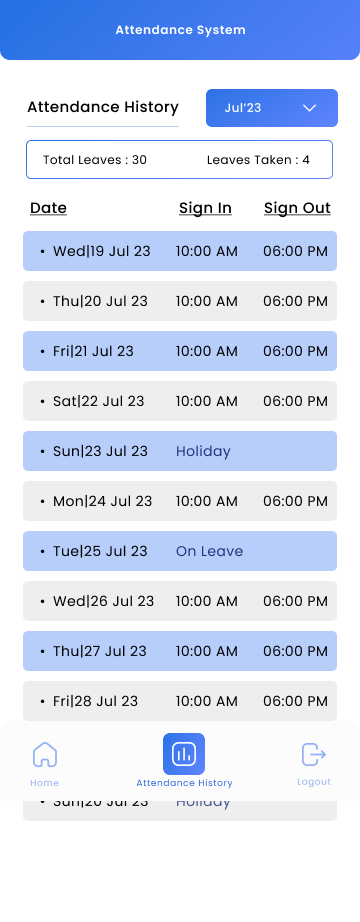 Attendance System
Attendance History
Jul'23
Total Leaves : 30 Leaves Taken : 4
Date Sign In Sign Out
• Wed|19 Jul 23 10:00 AM 06:00 PM
• Thu|20 Jul 23 10:00 AM 06:00 PM
• Fri|21 Jul 23 10:00 AM 06:00 PM
• Sat|22 Jul 23 10:00 AM 06:00 PM
• Sun|23 Jul 23 Holiday
• Mon|24 Jul 23 10:00 AM 06:00 PM
• Tue|25 Jul 23 On Leave
• Wed|26 Jul 23 10:00 AM 06:00 PM
• Thu|27 Jul 23 10:00 AM 06:00 PM
• Fri|28 Jul 23 10:00 AM 06:00 PM
Home Attendance History Logout
Jul 23 Holiday